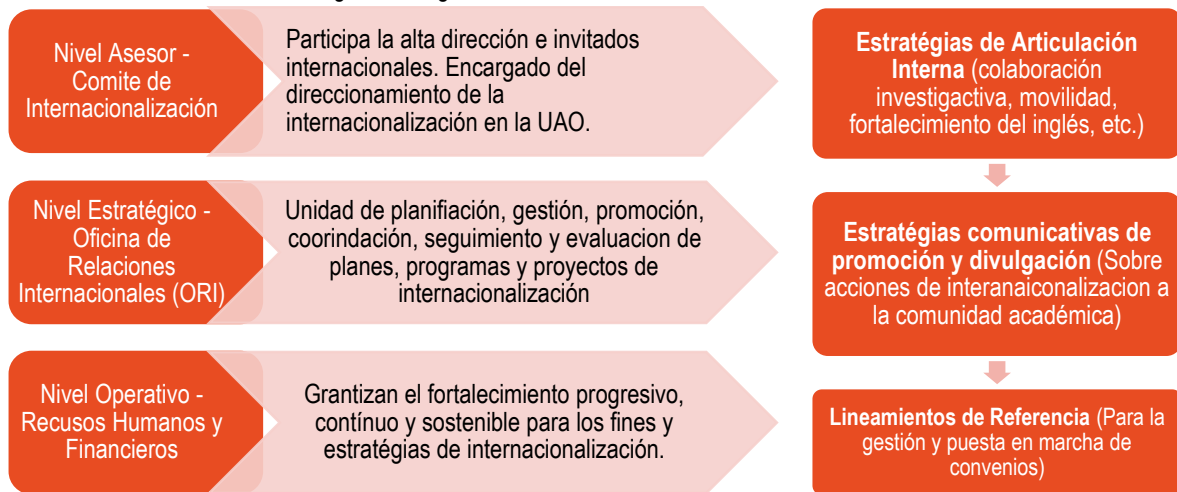 Nivel Asesor -
Comite de
Internacionalización
Participa la alta dirección e invitados
internacionales. Encargado del
direccionamiento de la
internacionalización en la UAO.
Nivel Estratégico -
Oficina de
Relaciones
Internacionales (ORI)
Unidad de planifiación, gestión, promoción,
coorindación, seguimiento y evaluacion de
planes, programas y proyectos de
internacionalización
Nivel Operativo -
Recusos Humanos y
Financieros
Grantizan el fortalecimiento progresivo,
contínuo y sostenible para los fines y
estratégias de internacionalización.
Estratégias de Articulación
Interna (colaboración
investigactiva, movilidad,
fortalecimiento del inglés, etc.)
Estratégias comunicativas de
promoción y divulgación (Sobre
acciones de interanaiconalizacion a
la comunidad académica)
Lineamientos de Referencia (Para la
gestión y puesta en marcha de
convenios)